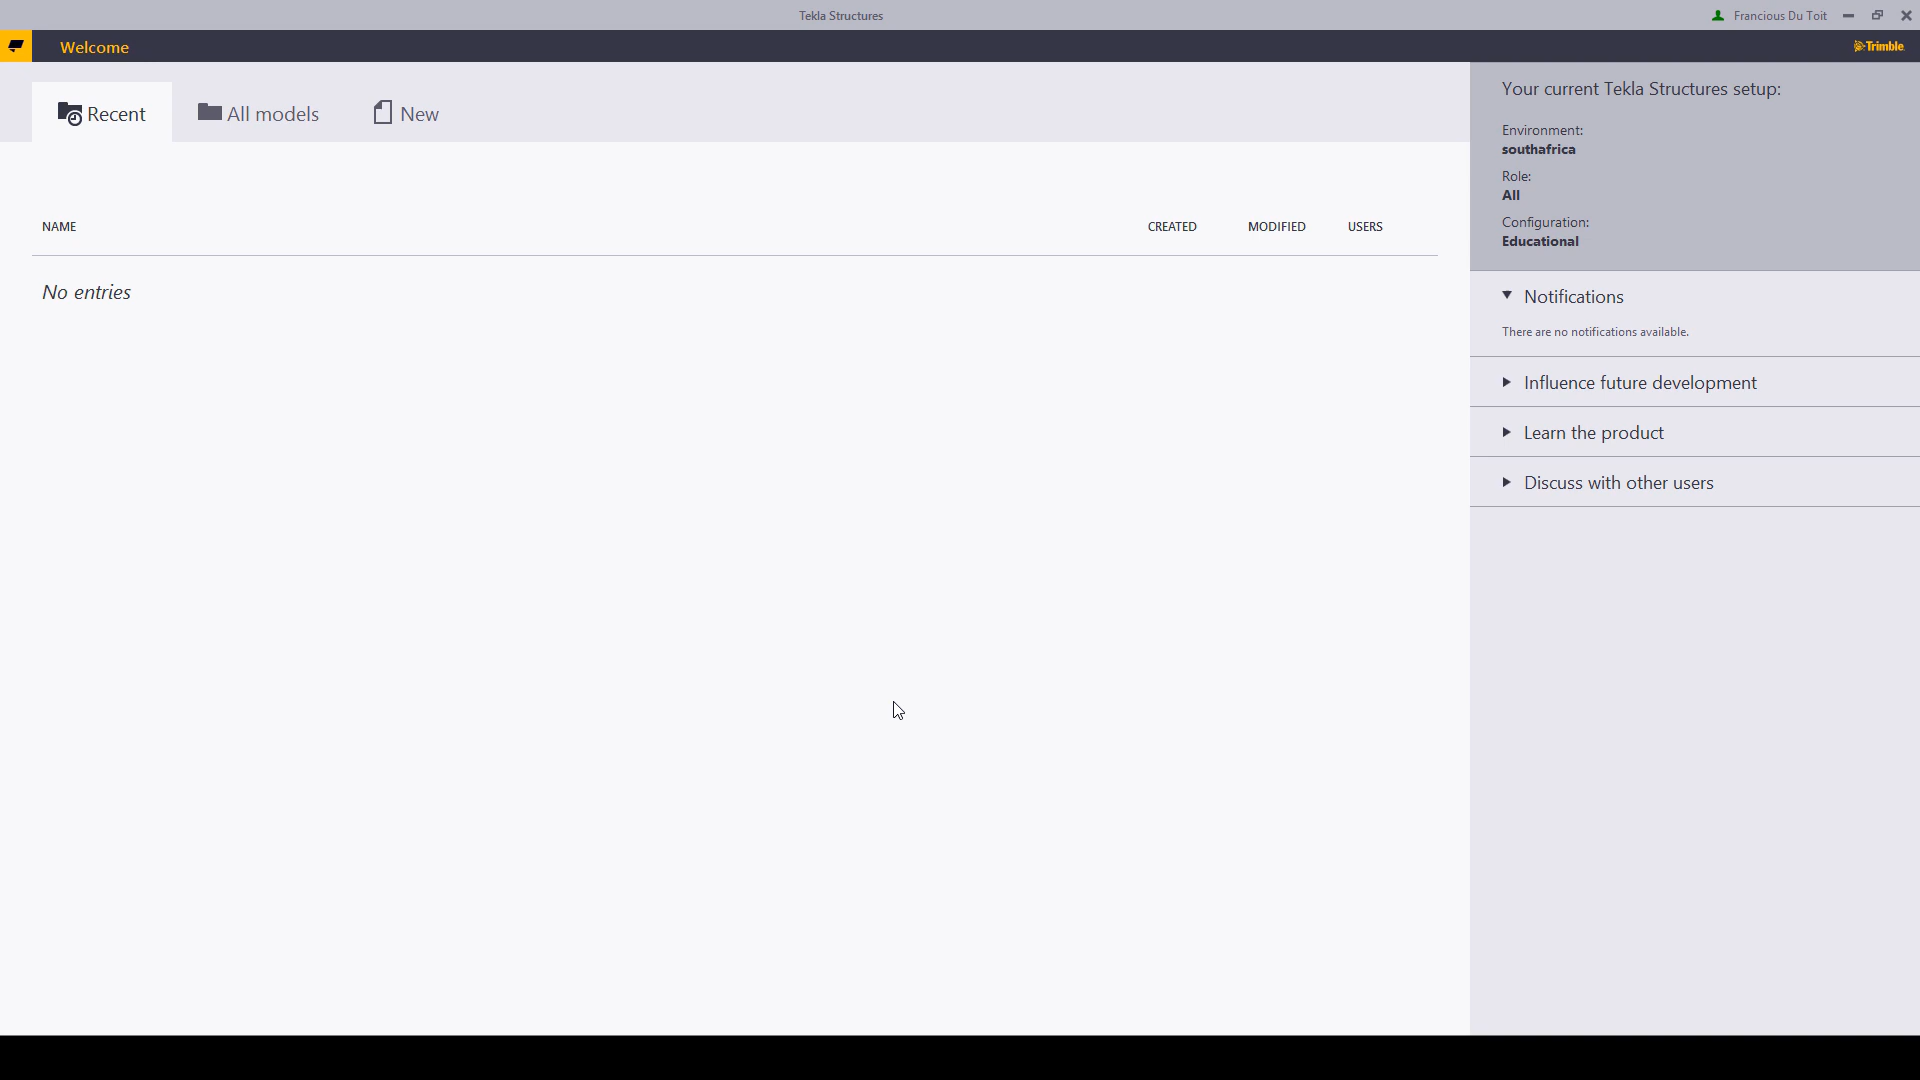 Tekla Structures
Francious Du Toit
Welcome
Trimble
Recent
All models
New
NAME CREATED MODIFIED USERS
No entries
Your current Tekla Structures setup:
Environment:
southafrica
Role:
All
Configuration:
Educational
Notifications
There are no notifications available.
Influence future development
Learn the product
Discuss with other users